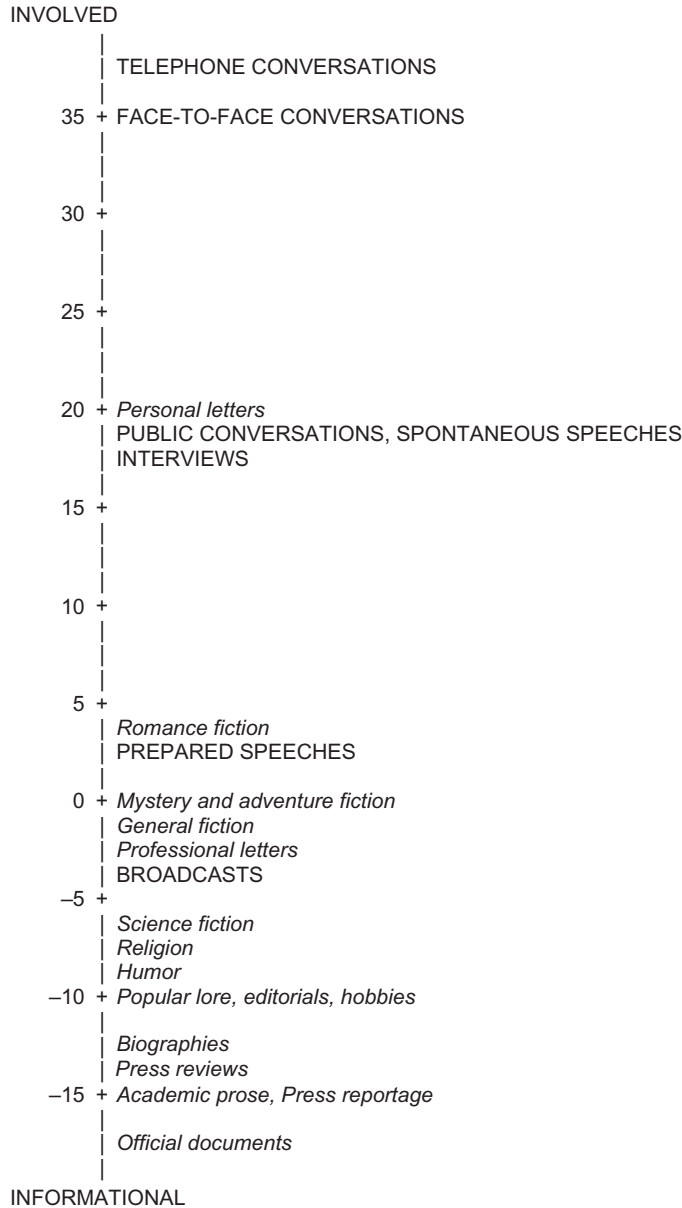 INVOLVED
TELEPHONE CONVERSATIONS
35 + FACE-TO-FACE CONVERSATIONS
30 +
25 +
20 + Personal letters
PUBLIC CONVERSATIONS, SPONTANEOUS SPEECHES
INTERVIEWS
15 +
10 +
5 +
Romance fiction
PREPARED SPEECHES
0 + Mystery and adventure fiction
General fiction
Professional letters
BROADCASTS
–5 +
Science fiction
Religion
Humor
–10 + Popular lore, editorials, hobbies
Biographies
Press reviews
–15 + Academic prose, Press reportage
Official documents
INFORMATIONAL